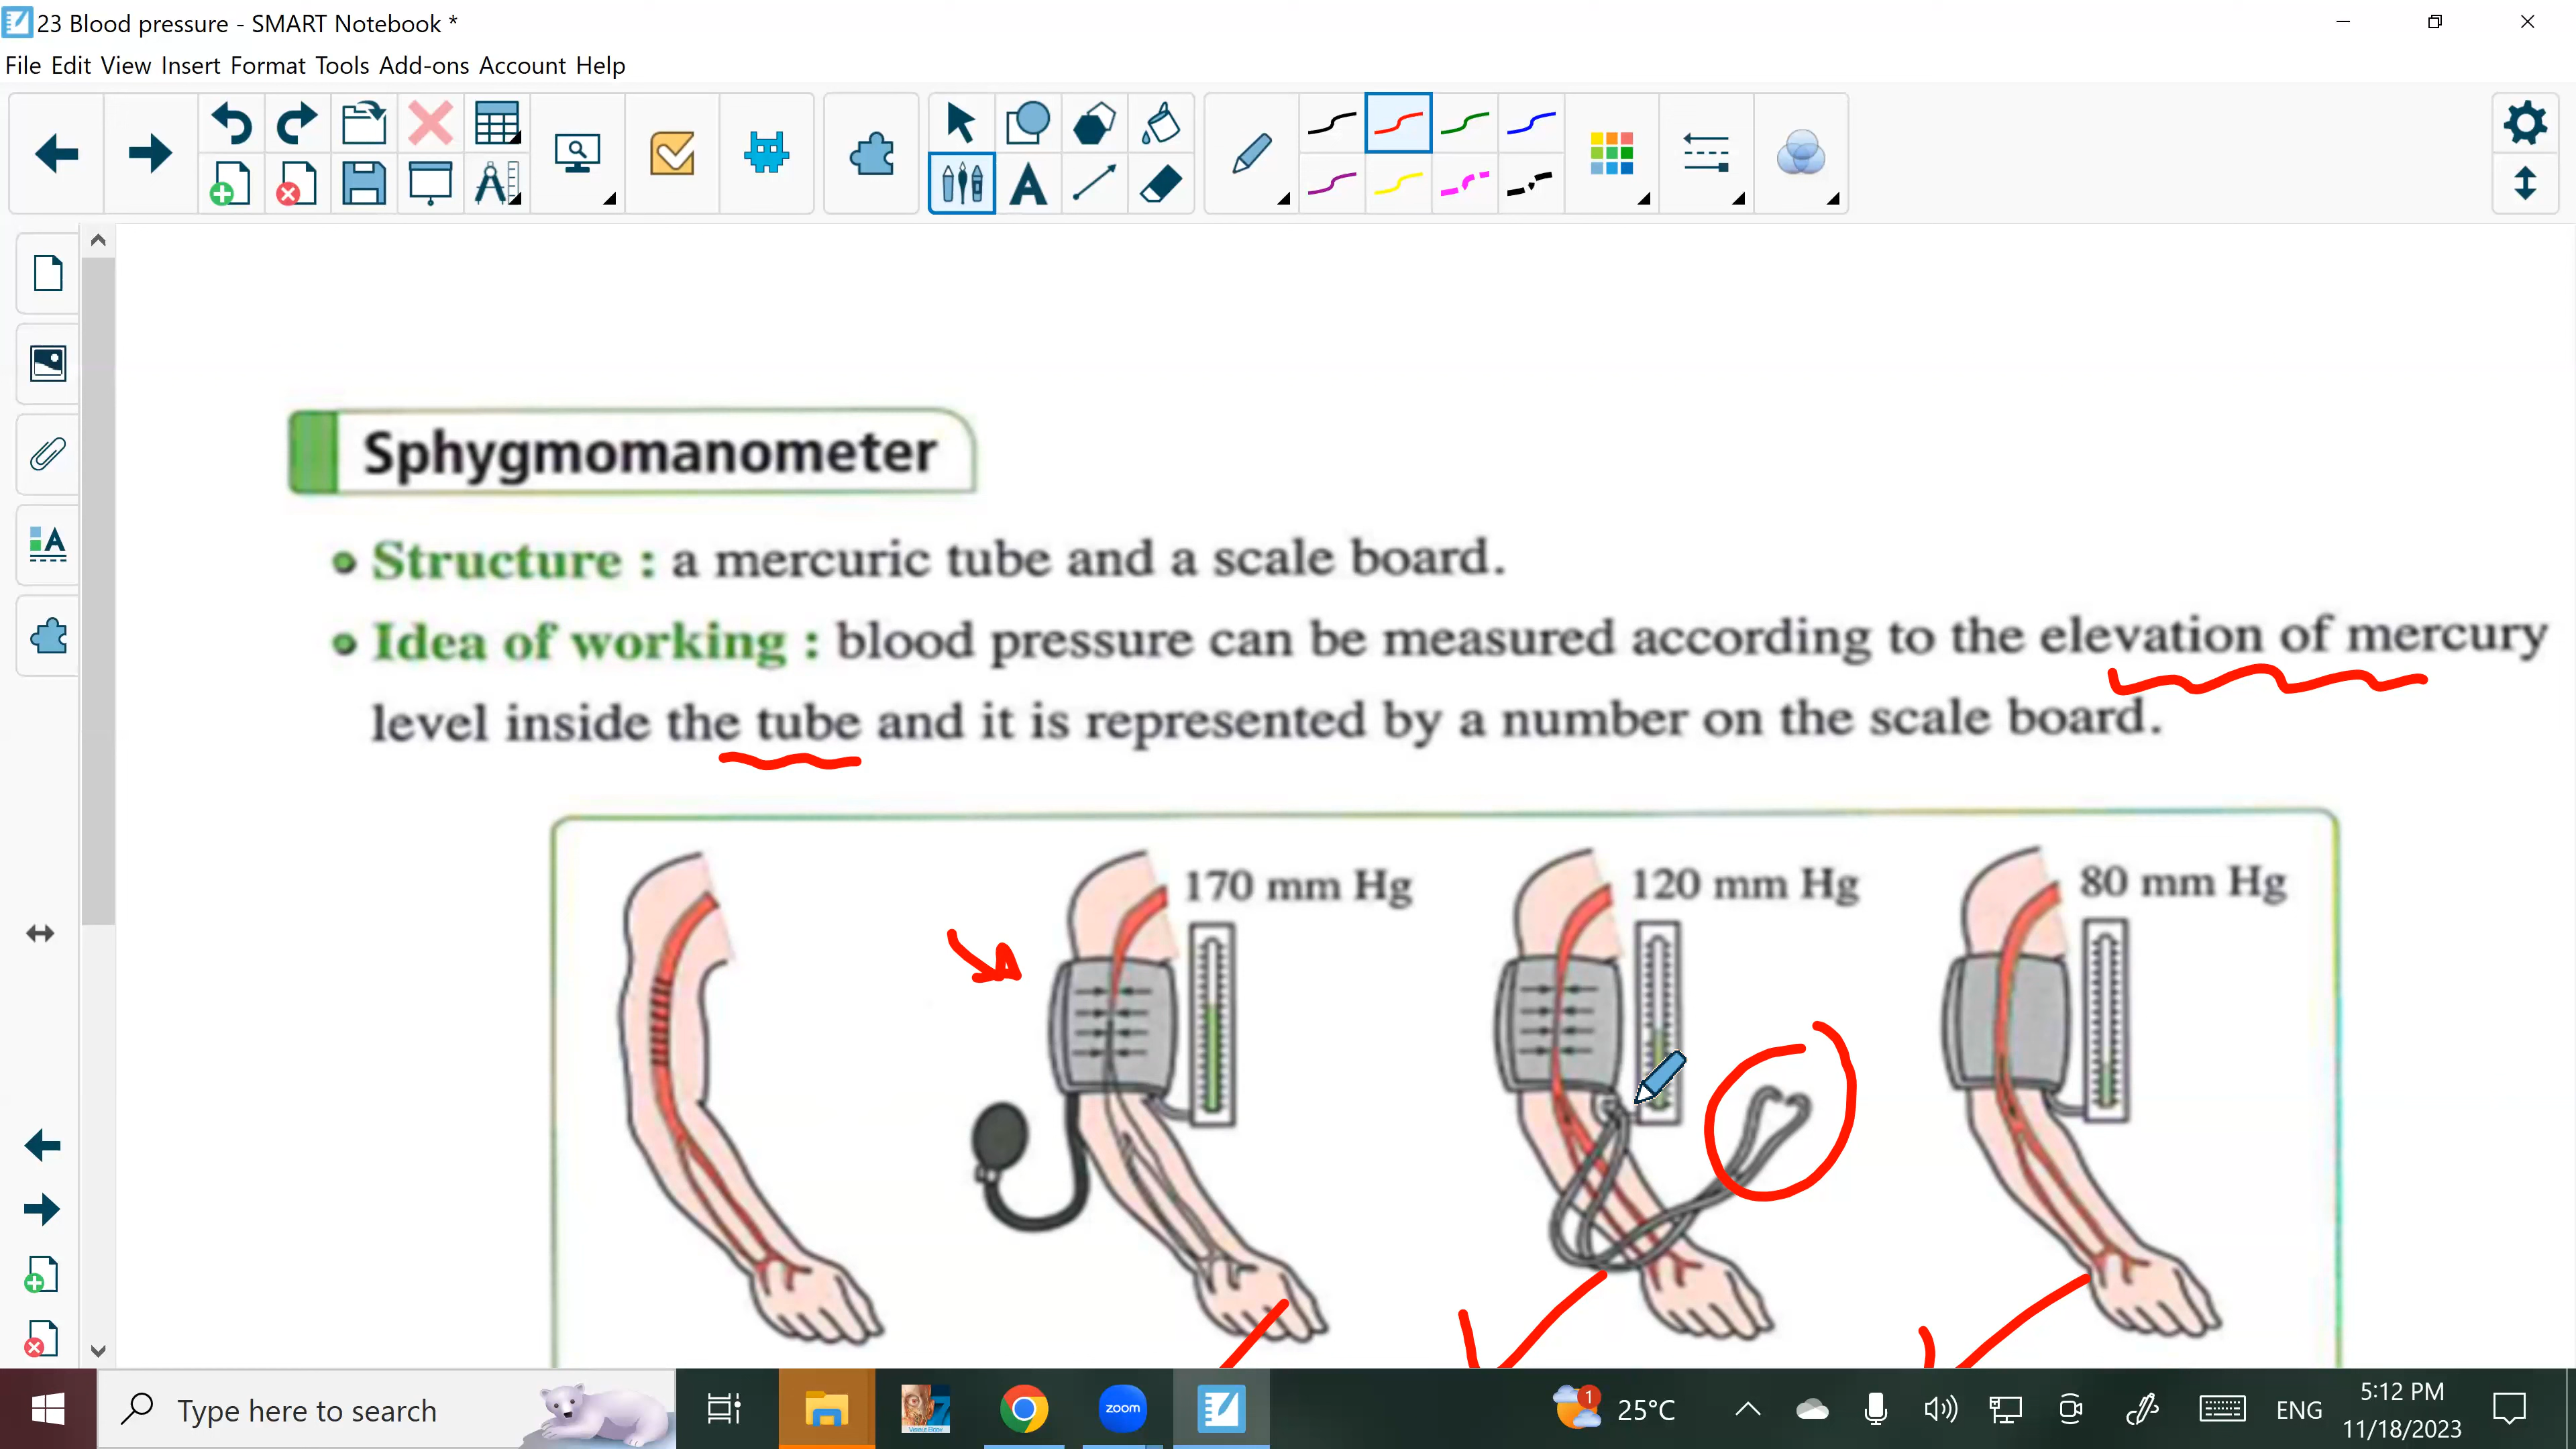 23 Blood pressure - SMART Notebook *
File Edit View Insert Format Tools Add-ons Account Help
Sphygmomanometer
Structure : a mercuric tube and a scale board.
Idea of working : blood pressure can be measured according to the elevation of mercury
level inside the tube and it is represented by a number on the scale board.
170 mm Hg 120 mm Hg 80 mm Hg
Type here to search
zoom
1
25°C
ENG
5:12 PM
11/18/2023